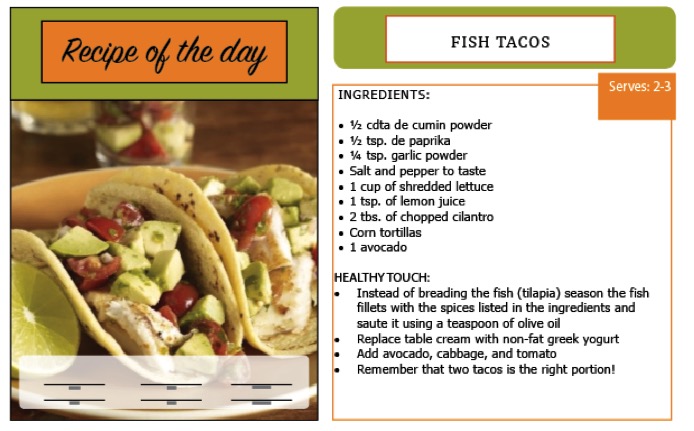 Recipe of the day
FISH TACOS
Serves: 2-3
INGREDIENTS:
• ½ cdta de cumin powder
• ½ tsp. de paprika
• ¼ tsp. garlic powder
• Salt and pepper to taste
• 1 cup of shredded lettuce
• 1 tsp. of lemon juice
• 2 tbs. of chopped cilantro
• Corn tortillas
• 1 avocado
HEALTHY TOUCH:
• Instead of breading the fish (tilapia) season the fish
fillets with the spices listed in the ingredients and
saute it using a teaspoon of olive oil
• Replace table cream with non-fat greek yogurt
• Add avocado, cabbage, and tomato
• Remember that two tacos is the right portion!